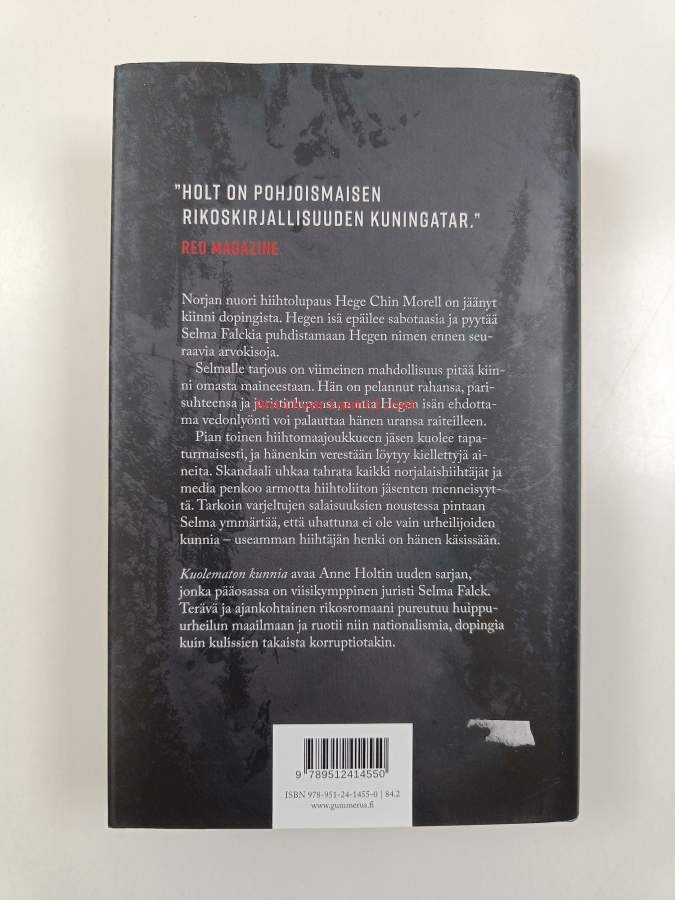 "HOLT ON POHJOISMAISEN
RIKOSKIRJALLISUUDEN KUNINGATAR."
RED MAGAZINE
Norjan nuori hiihtolupaus Hege Chin Morell on jäänyt
kiinni dopingista. Hegen isä epäilee sabotaasia ja pyytää
Selma Falckia puhdistamaan Hegen nimen ennen seu-
raavia arvokisoja.
Selmalle tarjous on viimeinen mahdollisuus pitää kiin-
ni omasta maineestaan. Hän on pelannut rahansa, pari-
suhteensa ja juristinlupansa, mutta Hegen isän ehdotta-
ma vedonlyönti voi palauttaa hänen uransa raiteilleen.
Pian toinen hiihtomaajoukkueen jäsen kuolee tapa-
turmaisesti, ja hänenkin verestään löytyy kiellettyjä ai-
neita. Skandaali uhkaa tahrata kaikki norjalaishiihtäjät ja
media penkoo armotta hiihtoliiton jäsenten menneisyyt-
tä. Tarkoin varjeltujen salaisuuksien noustessa pintaan
Selma ymmärtää, että uhattuna ei ole vain urheilijoiden
kunnia – useamman hiihtäjän henki on hänen käsissään.
Kuolematon kunnia avaa Anne Holtin uuden sarjan,
jonka pääosassa on viisikymppinen juristi Selma Falck.
Terävä ja ajankohtainen rikosromaani pureutuu huippu-
urheilun maailmaan ja ruotii niin nationalismia, dopingia
kuin kulissien takaista korruptiotakin.
9 789512 414550
ISBN 978-951-24-1455-0 | 84.2
www.gummerus.fi